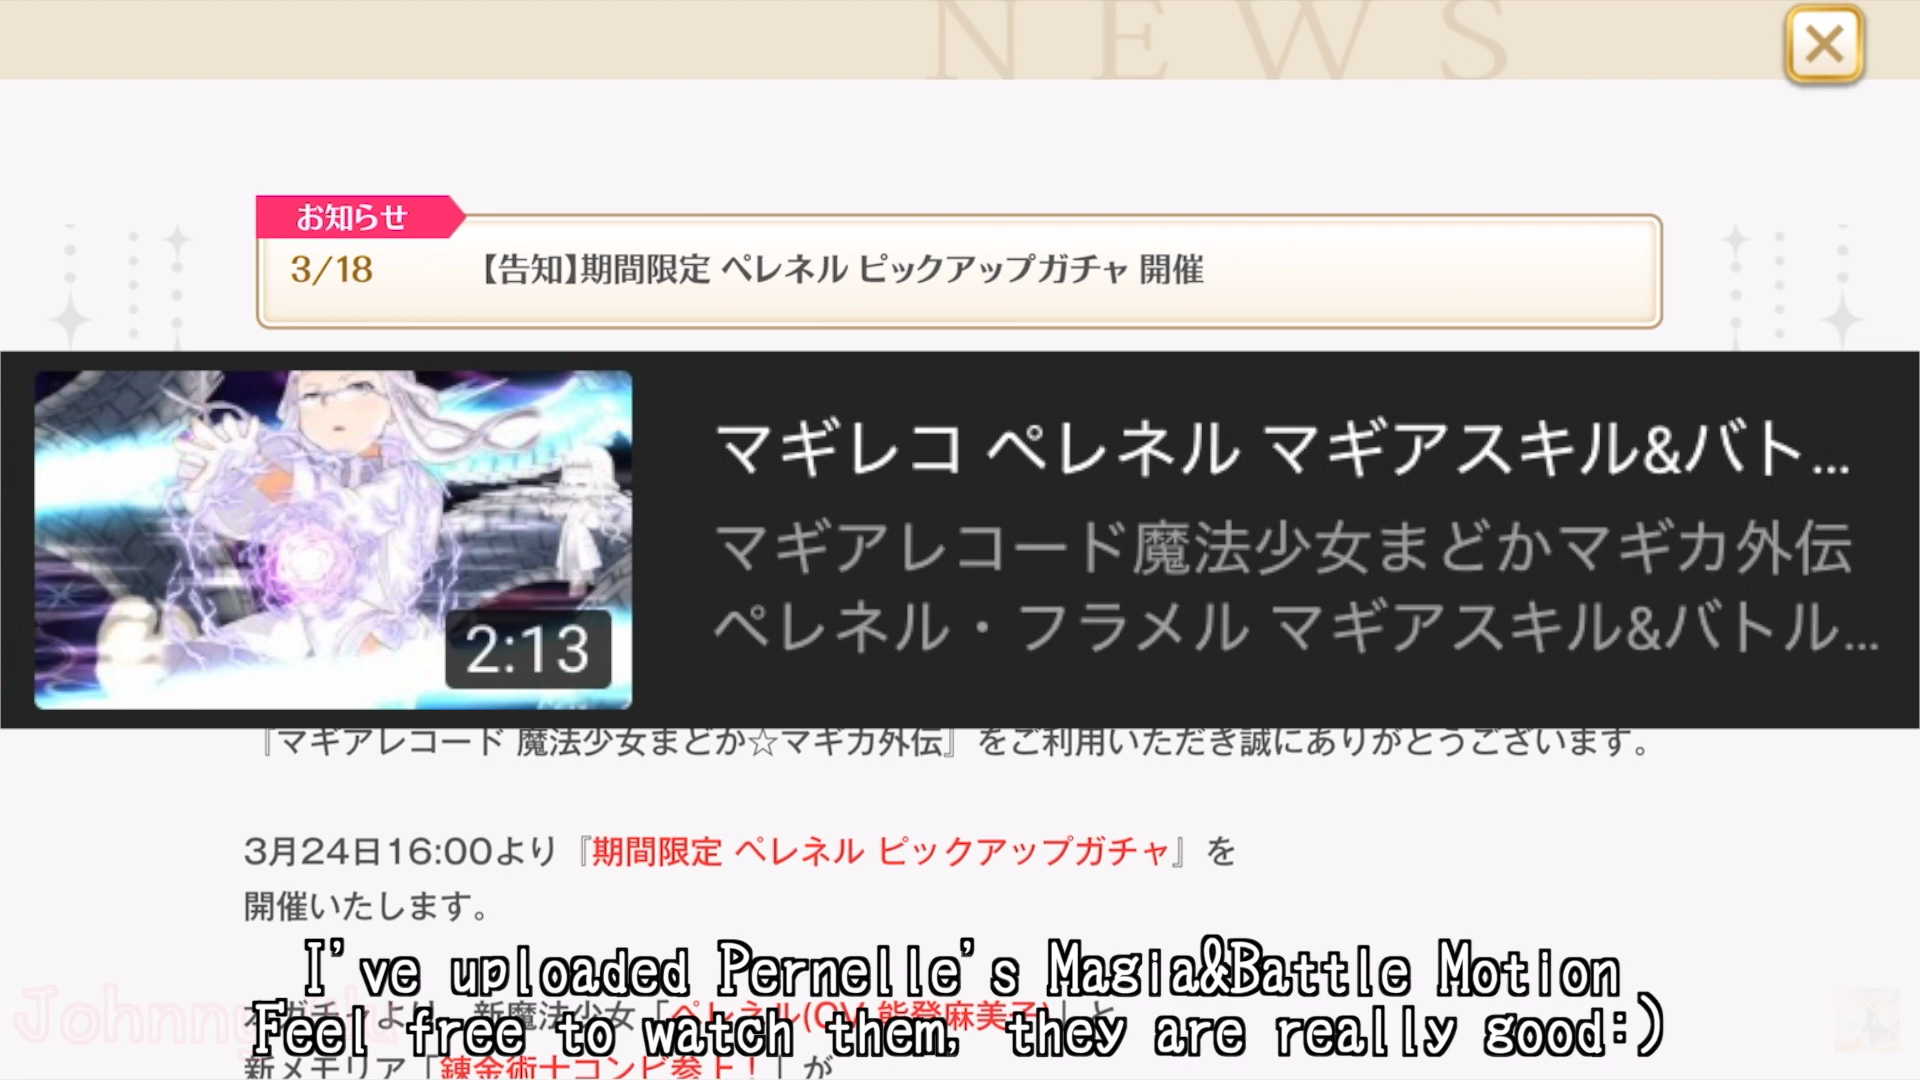 NEWS
お知らせ
3/18 【告知】期間限定 ペレネル ピックアップガチャ 開催
マギレコ ペレネル マギアスキル&バト...
マギアレコード魔法少女まどかマギカ外伝
ペレネル・フラメル マギアスキル&バトル...
2:13
『マギアレコード 魔法少女まどか☆マギカ外伝』をご利用いただき誠にありがとうございます。
3月24日16:00より『期間限定 ペレネル ピックアップガチャ』を
開催いたします。
I've uploaded Pernelle's Magia&Battle Motion
ガチャより、新魔法少女「ペレネル(CV 能登麻美子)」と
Feel free to watch them, they are really good:)
新メモリア「錬金術士コンビ参上！」が
Johnny